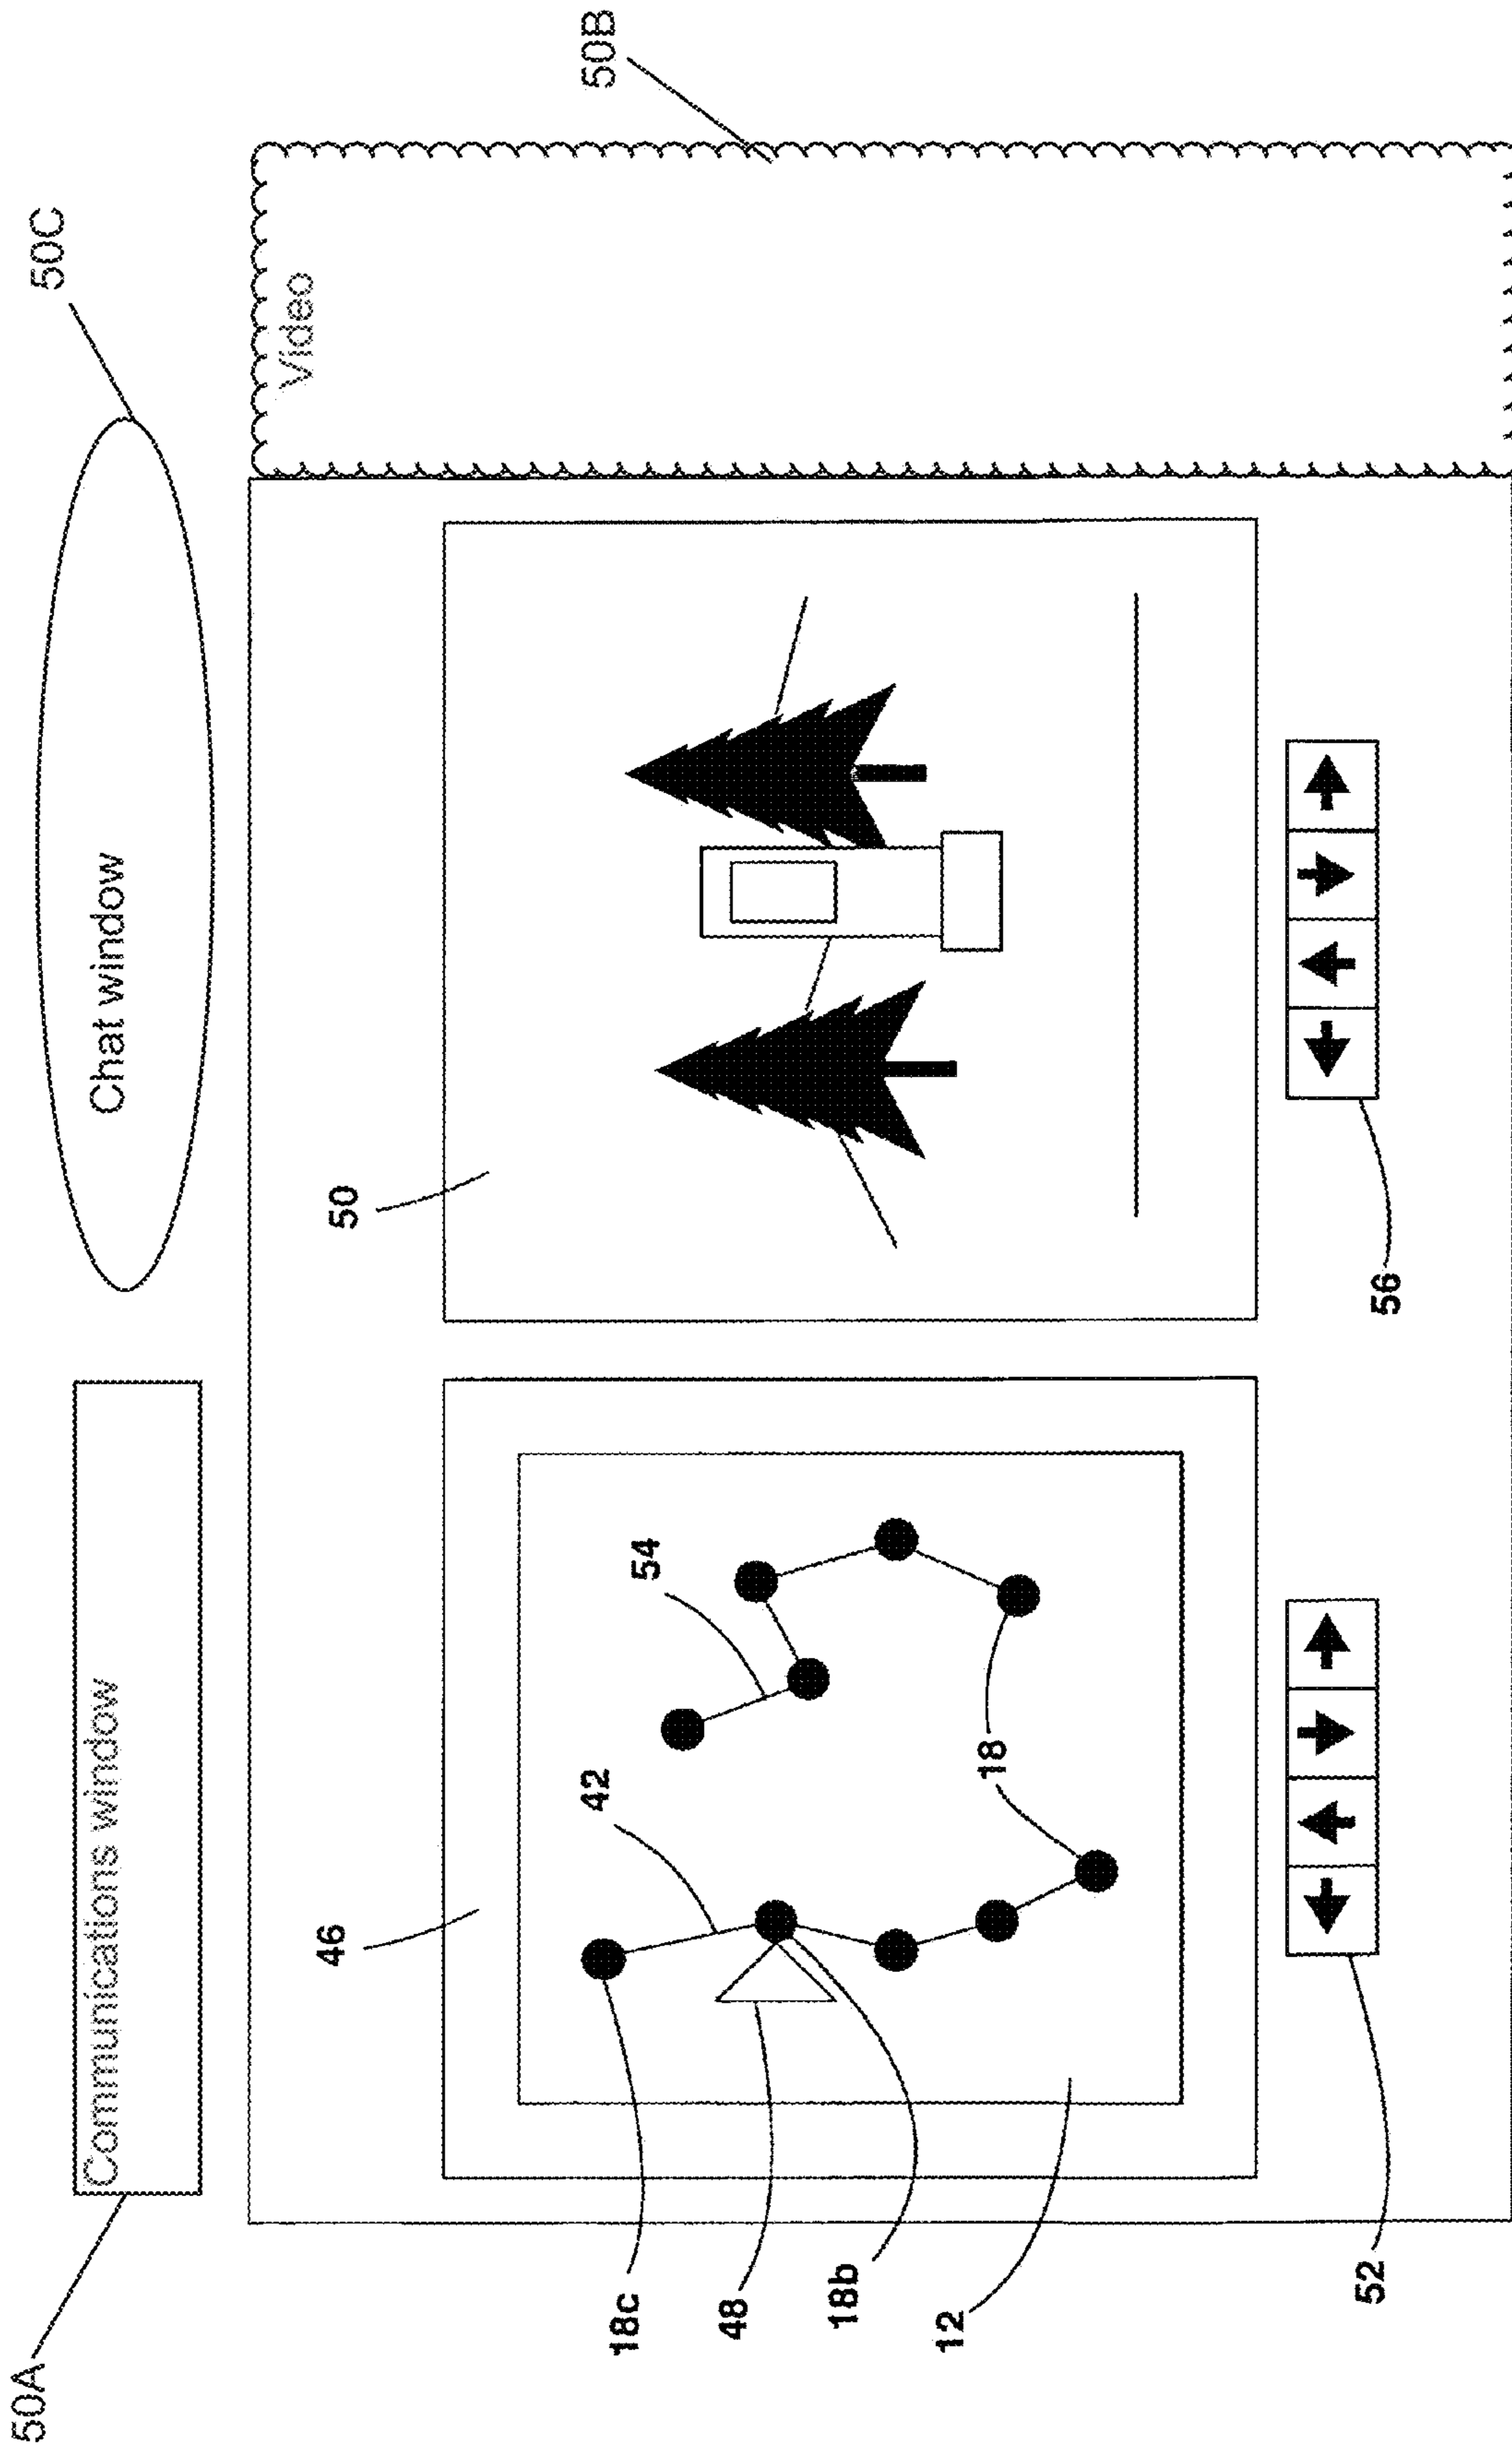 50A
Communications window
Chat window
50C
Video
50B
46
50
42
54
18c
48
18b
12
18
52
56